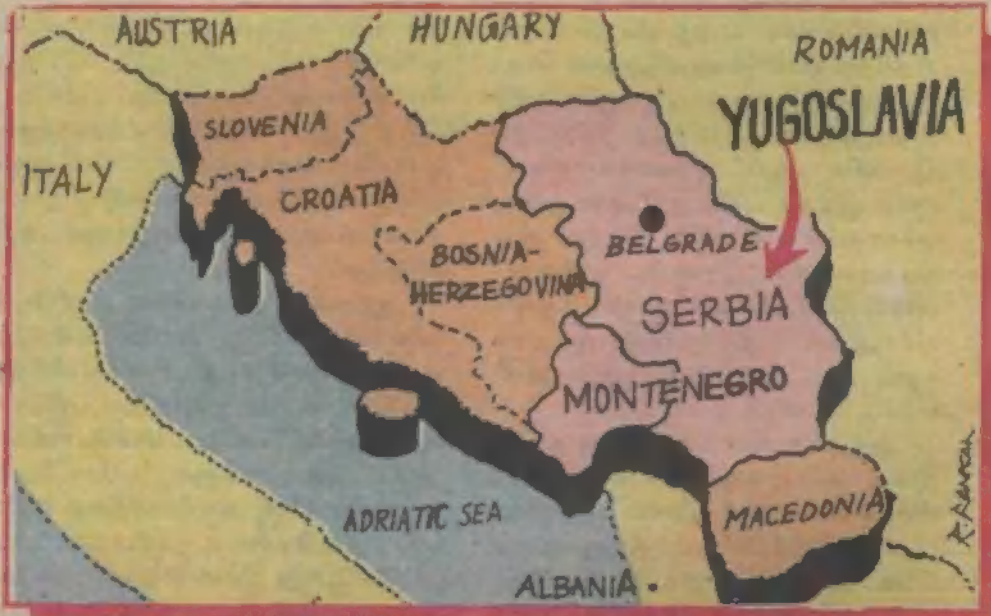 AUSTRIA
HUNGARY
ROMANIA
YUGOSLAVIA
SLOVENIA
ITALY
CROATIA
BELGRADE
BOSNIA-
HERZEGOVINA
SERBIA
MONTENEGRO
ADRIATIC SEA
MACEDONIA
ALBANIA